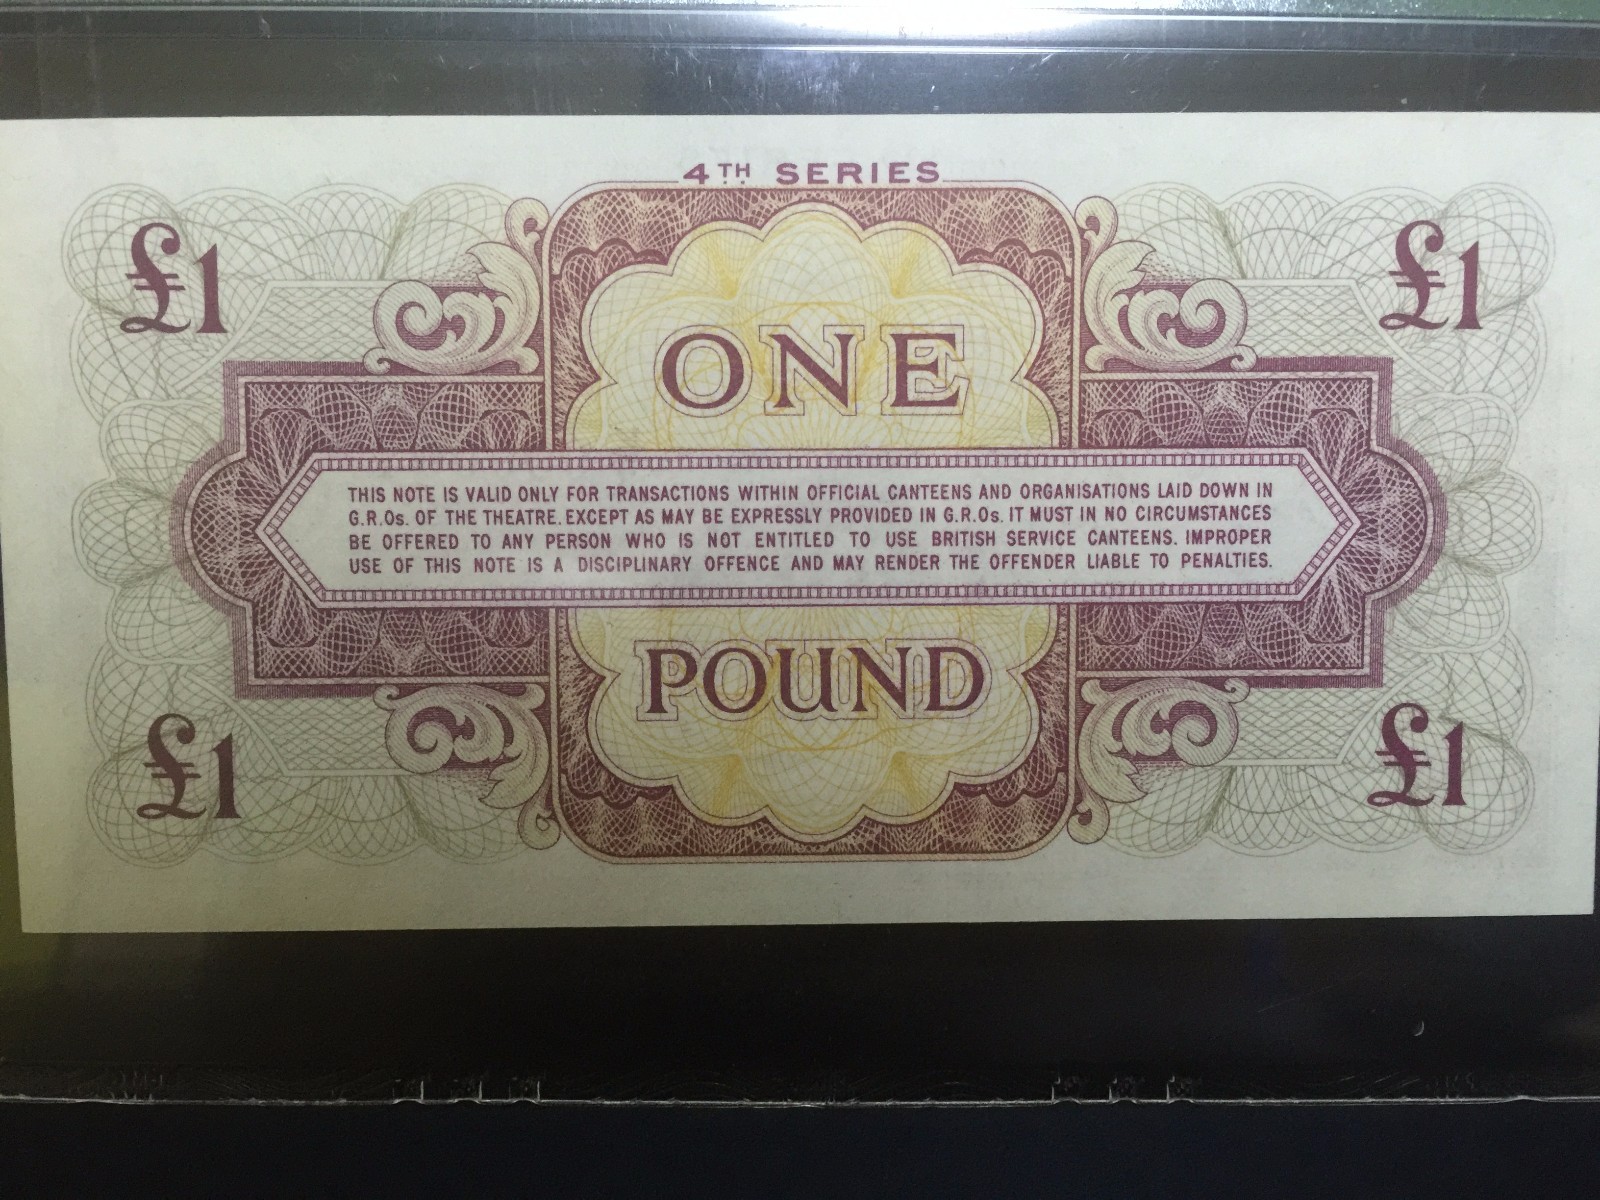 4TH SERIES
£1 £1
ONE
THIS NOTE IS VALID ONLY FOR TRANSACTIONS WITHIN OFFICIAL CANTEENS AND ORGANISATIONS LAID DOWN IN
G.R.Os. OF THE THEATRE. EXCEPT AS MAY BE EXPRESSLY PROVIDED IN G.R.Os. IT MUST IN NO CIRCUMSTANCES
BE OFFERED TO ANY PERSON WHO IS NOT ENTITLED TO USE BRITISH SERVICE CANTEENS. IMPROPER
USE OF THIS NOTE IS A DISCIPLINARY OFFENCE AND MAY RENDER THE OFFENDER LIABLE TO PENALTIES.
POUND
£1 £1